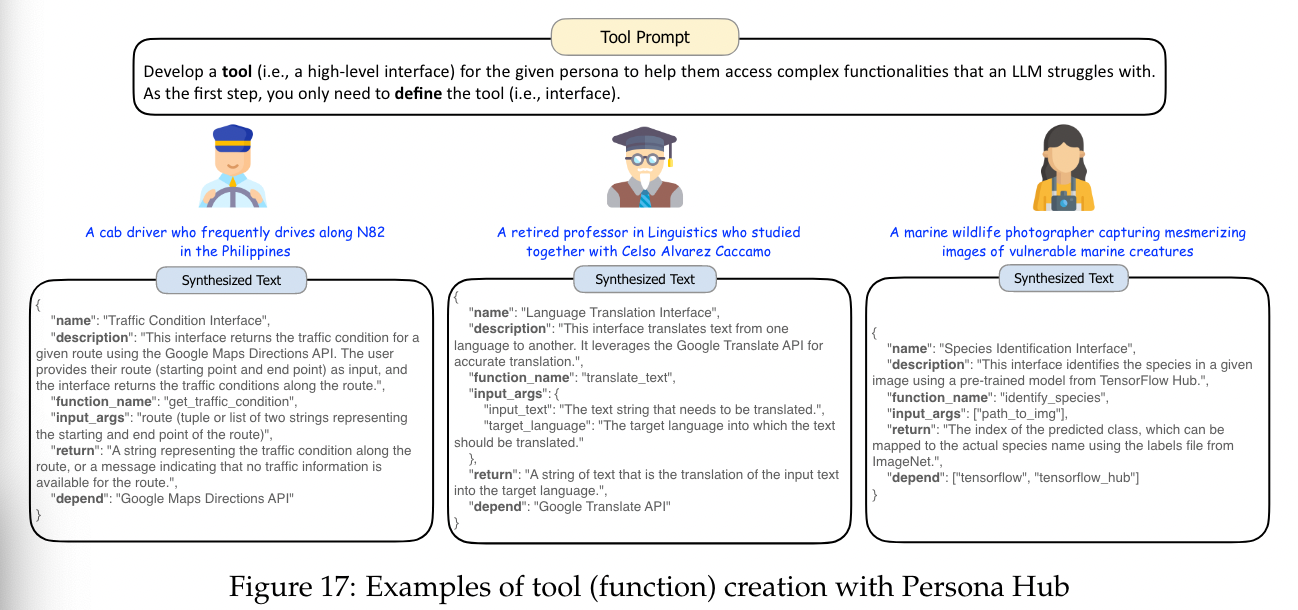 Tool Prompt
Develop a tool (i.e., a high-level interface) for the given persona to help them access complex functionalities that an LLM struggles with.
As the first step, you only need to define the tool (i.e., interface).
A cab driver who frequently drives along N82
in the Philippines
Synthesized Text
{
"name": "Traffic Condition Interface",
"description": "This interface returns the traffic condition for a
given route using the Google Maps Directions API. The user
provides their route (starting point and end point) as input, and
the interface returns the traffic conditions along the route.",
"function_name": "get_traffic_condition",
"input_args": "route (tuple or list of two strings representing
the starting and end point of the route)",
"return": "A string representing the traffic condition along the
route, or a message indicating that no traffic information is
available for the route.",
"depend": "Google Maps Directions API"
}
A retired professor in Linguistics who studied
together with Celso Alvarez Caccamo
Synthesized Text
{
"name": "Language Translation Interface",
"description": "This interface translates text from one
language to another. It leverages the Google Translate API for
accurate translation.",
"function_name": "translate_text",
"input_args": {
"input_text": "The text string that needs to be translated.",
"target_language": "The target language into which the text
should be translated."
},
"return": "A string of text that is the translation of the input text
into the target language.",
"depend": "Google Translate API"
}
A marine wildlife photographer capturing mesmerizing
images of vulnerable marine creatures
Synthesized Text
{
"name": "Species Identification Interface",
"description": "This interface identifies the species in a given
image using a pre-trained model from TensorFlow Hub.",
"function_name": "identify_species",
"input_args": ["path_to_img"],
"return": "The index of the predicted class, which can be
mapped to the actual species name using the labels file from
ImageNet.",
"depend": ["tensorflow", "tensorflow_hub"]
}
Figure 17: Examples of tool (function) creation with Persona Hub